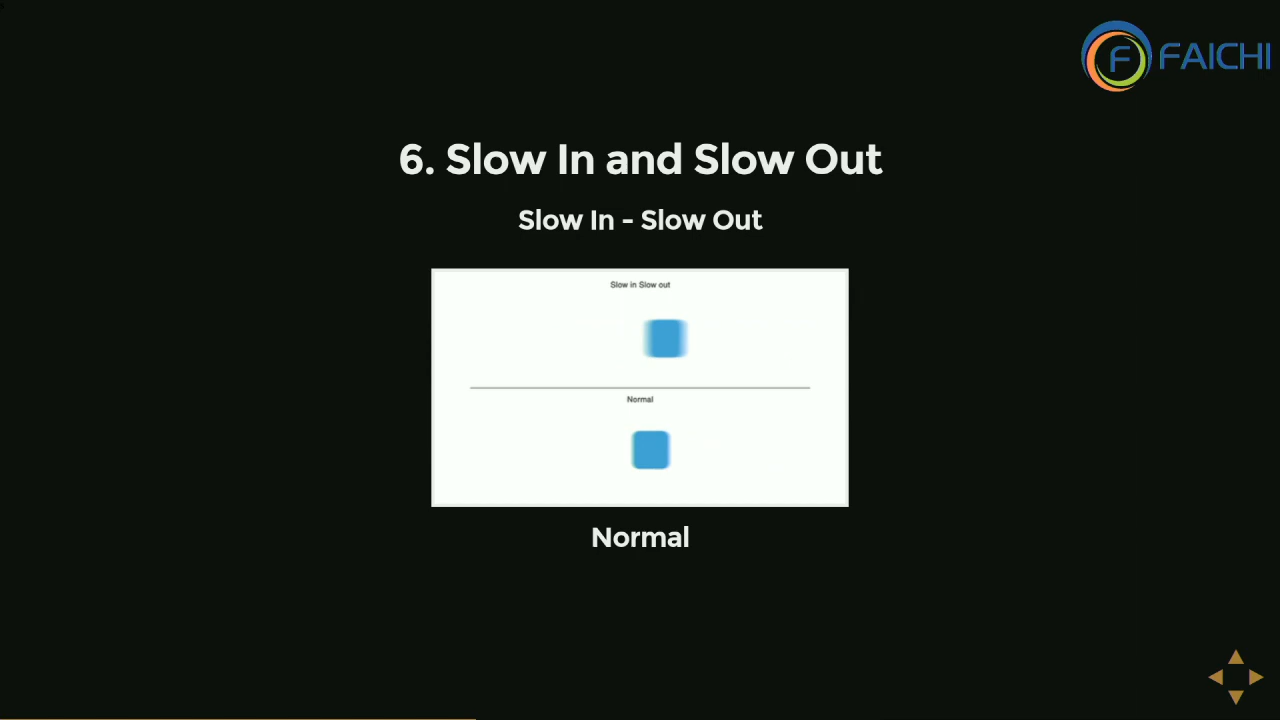 FAICHI
6. Slow In and Slow Out
Slow In - Slow Out
Slow in Slow out
Normal
Normal